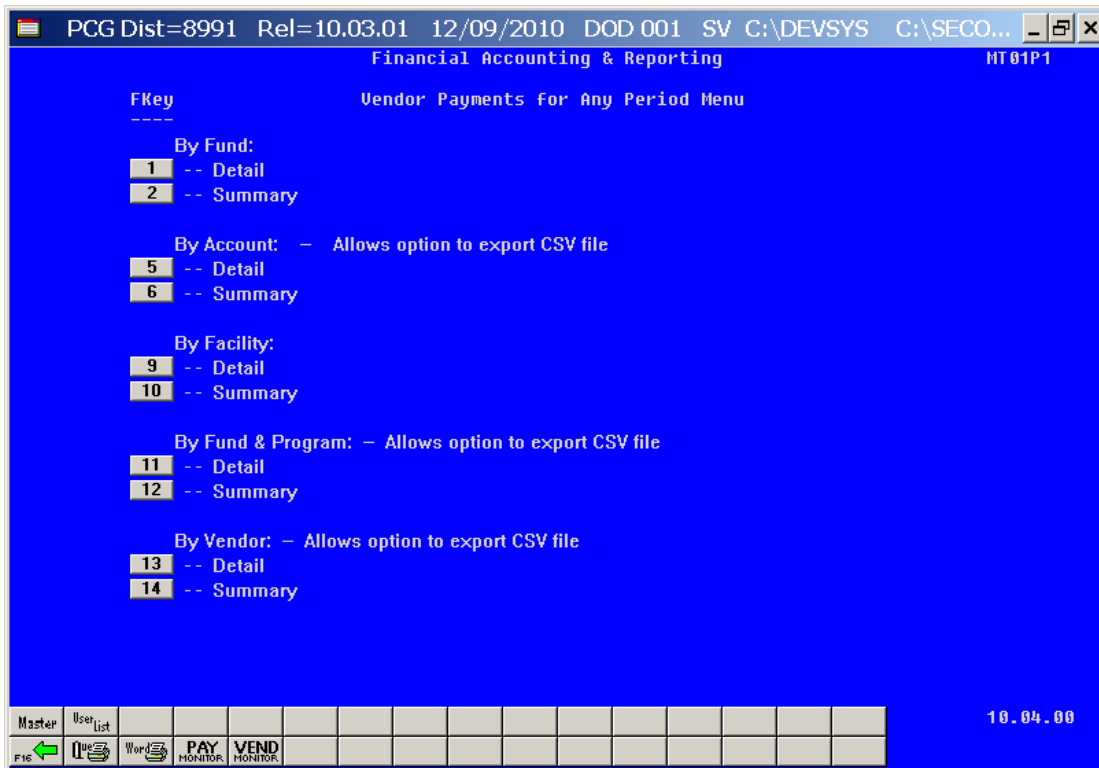 PCG Dist=8991 Rel=10.03.01 12/09/2010 DOD 001 SV C:\DEVSYS C:\SECO...
Financial Accounting & Reporting MT01P1
FKey Vendor Payments for Any Period Menu
----
By Fund:
1 -- Detail
2 -- Summary
By Account: – Allows option to export CSV file
5 -- Detail
6 -- Summary
By Facility:
9 -- Detail
10 -- Summary
By Fund & Program: – Allows option to export CSV file
11 -- Detail
12 -- Summary
By Vendor: – Allows option to export CSV file
13 -- Detail
14 -- Summary
Master User List 10.04.00
F16 Que Word PAY MONITOR VEND MONITOR